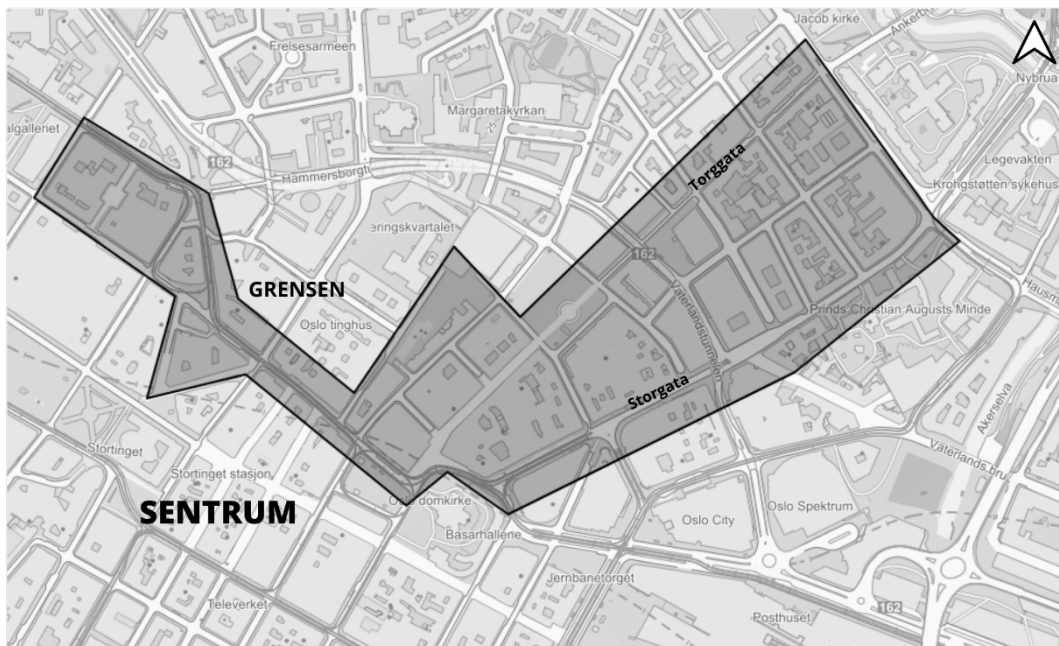 Jacob kirke
Ankerbru
Frelsesarmeen
Nybrua
Margaretakyrkan
algalleriet
162
Hammersborgt
Torggata
Legevakten
Krohgstøtten sykehus
eringskvartalet
162
GRENSEN
Vaterlandstunnelen
Haus
Oslo tinghus
Prinds Christian Augusts Minde
Storgata
Akerselva
Stortinget
Vaterlands bru
Stortinget stasjon
SENTRUM
Oslo domkirke
Oslo City
Oslo Spektrum
Basarhallene
Jernbanetorget
Televerket
162
Posthuset